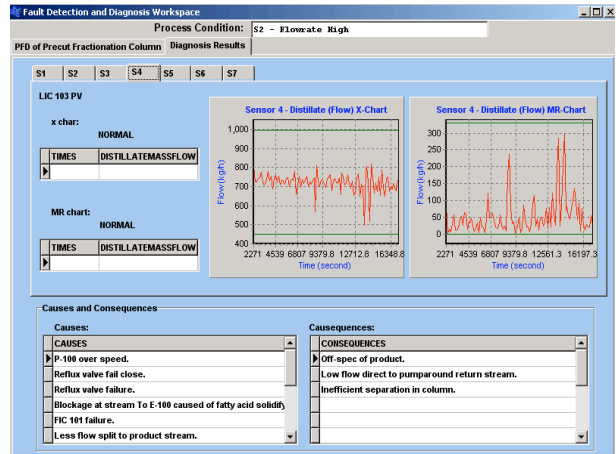 Fault Detection and Diagnosis Workspace
Process Condition: S2 - Flowrate High
PFD of Precut Fractionation Column Diagnosis Results
S1 S2 S3 S4 S5 S6 S7
LIC 103 PV
x char:
NORMAL
TIMES DISTILLATEMASSFLOW
MR chart:
NORMAL
TIMES DISTILLATEMASSFLOW
Sensor 4 - Distillate (Flow) X-Chart
Flow(kg/h)
1,000
900
800
700
600
500
400
2271 4539 6807 9379.8 12712.8 16348.8
Time (second)
Sensor 4 - Distillate (Flow) MR-Chart
Flow(kg/h)
300
250
200
150
100
50
0
2271 4539 6807 9379.8 12561.3 16197.3
Time (second)
Causes and Consequences
Causes:
CAUSES
P-100 over speed.
Reflux valve fail close.
Reflux valve failure.
Blockage at stream To E-100 caused of fatty acid solidify
FIC 101 failure.
Less flow split to product stream.
Causequences:
CONSEQUENCES
Off-spec of product.
Low flow direct to pumparound return stream.
Inefficient separation in column.